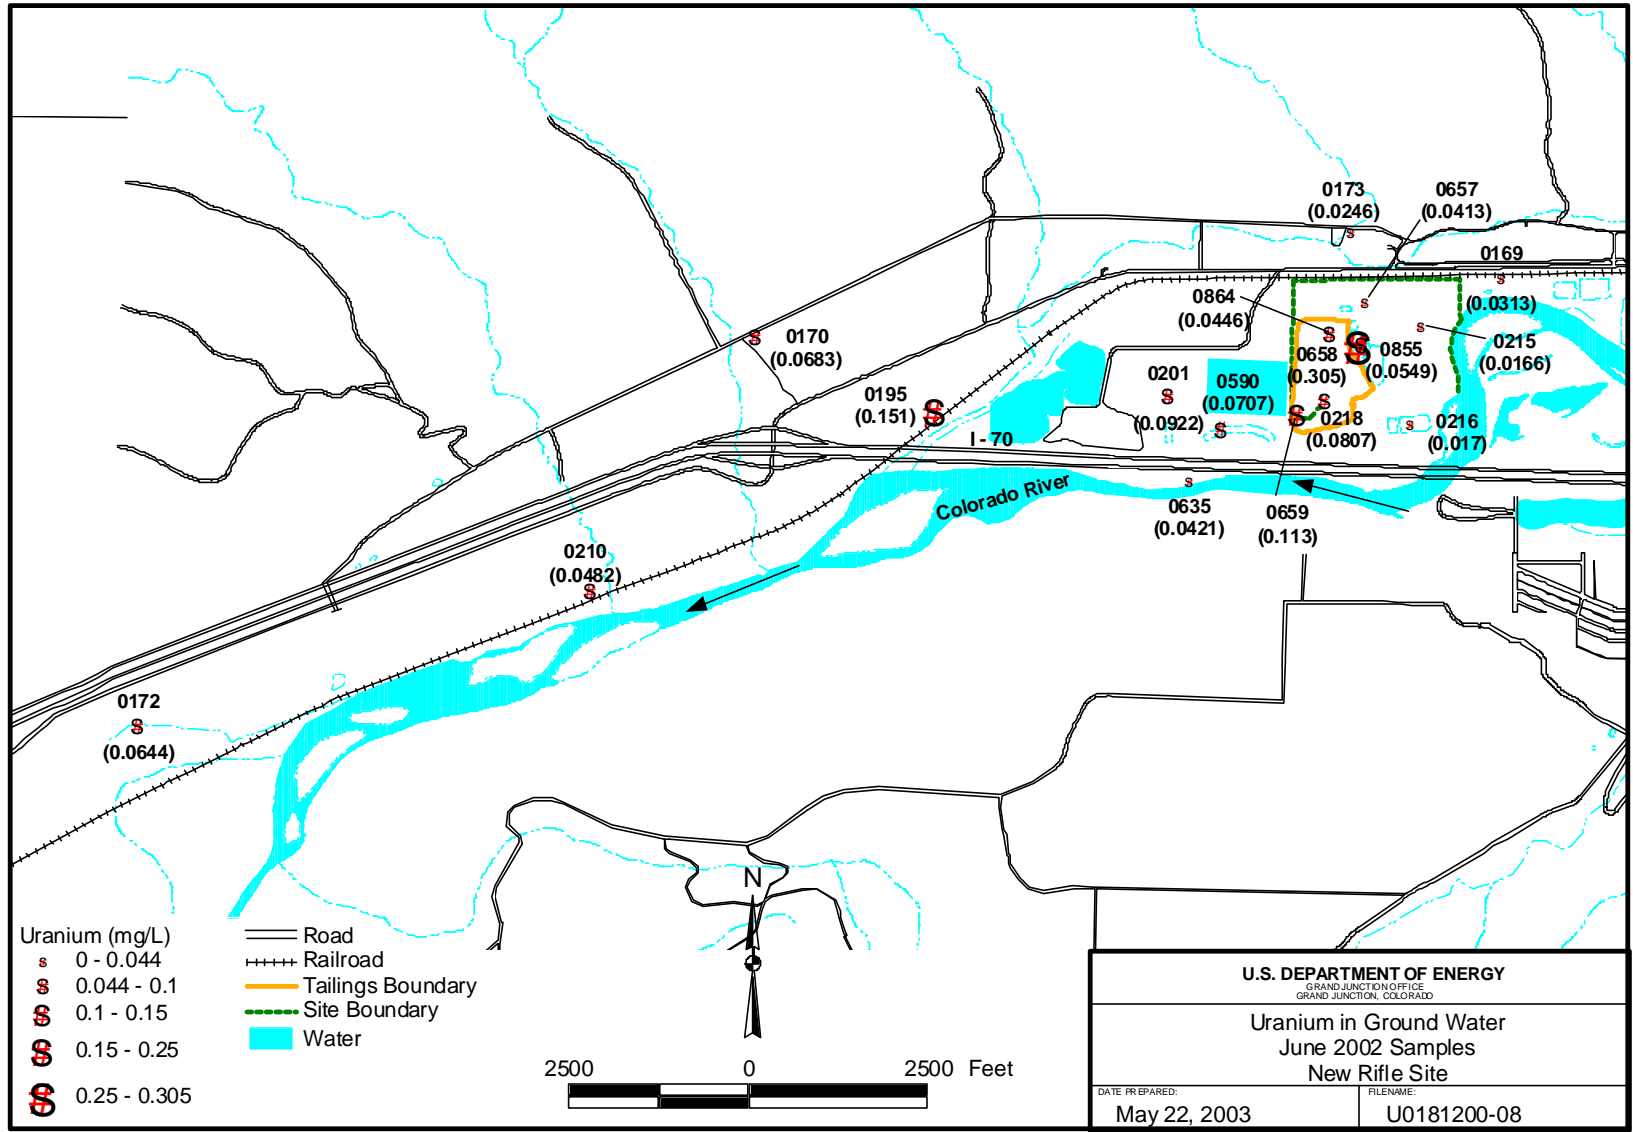 0173
(0.0246)
0657
(0.0413)
0169
(0.0313)
0864
(0.0446)
0215
(0.0166)
0170
(0.0683)
0658
(0.305)
0855
(0.0549)
0195
(0.151)
0201
(0.0922)
0590
(0.0707)
0218
(0.0807)
0216
(0.017)
I - 70
Colorado River
0635
(0.0421)
0659
(0.113)
0210
(0.0482)
0172
(0.0644)
N
Uranium (mg/L)
0 - 0.044
0.044 - 0.1
0.1 - 0.15
0.15 - 0.25
0.25 - 0.305
Road
Railroad
Tailings Boundary
Site Boundary
Water
2500 0 2500 Feet
U.S. DEPARTMENT OF ENERGY
GRAND JUNCTION OFFICE
GRAND JUNCTION, COLORADO
Uranium in Ground Water
June 2002 Samples
New Rifle Site
DATE PREPARED:
May 22, 2003
FILENAME:
U0181200-08